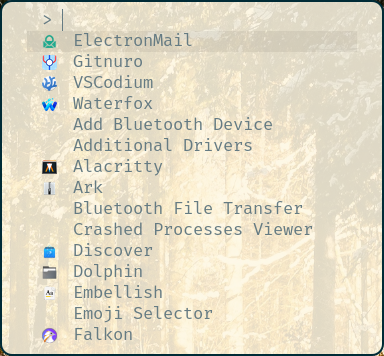 >
ElectronMail
Gitnuro
VSCodium
Waterfox
Add Bluetooth Device
Additional Drivers
Alacritty
Ark
Bluetooth File Transfer
Crashed Processes Viewer
Discover
Dolphin
Embellish
Emoji Selector
Falkon